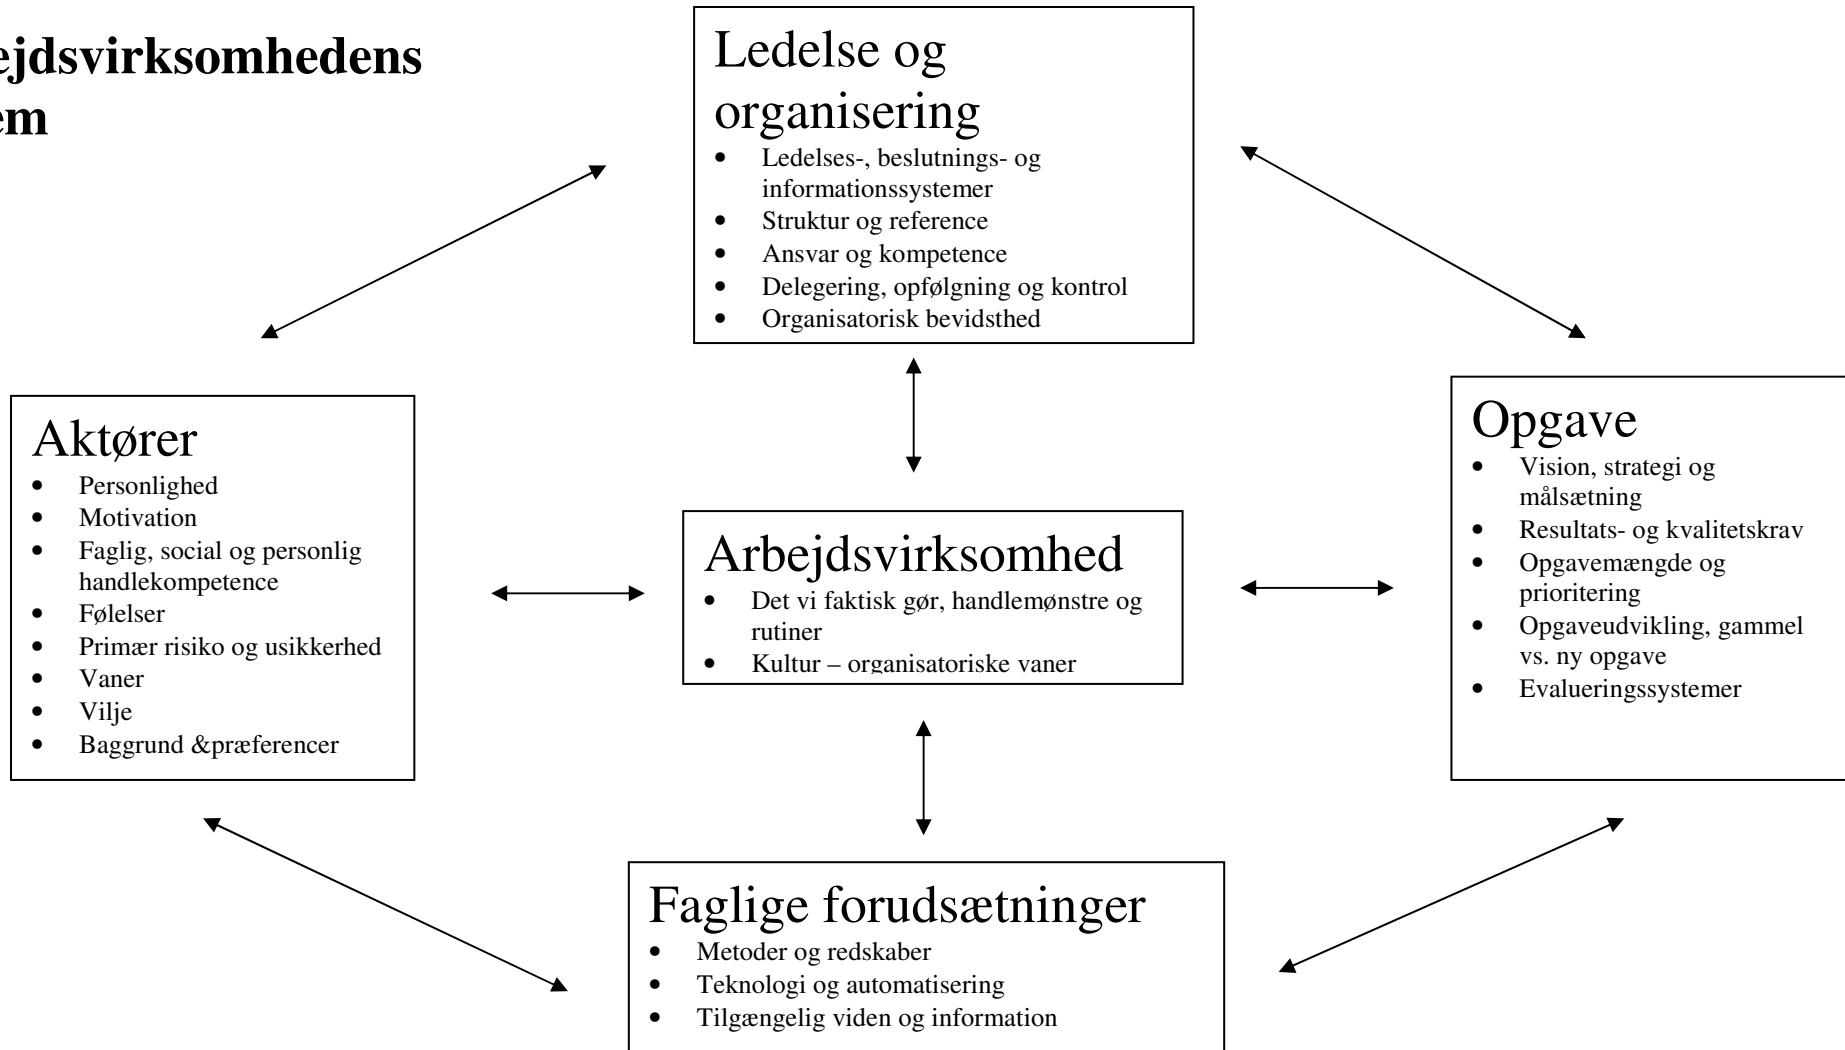 ejdsvirksomhedens
em
Ledelse og
organisering
• Ledelses-, beslutnings- og
informationssystemer
• Struktur og reference
• Ansvar og kompetence
• Delegering, opfølgning og kontrol
• Organisatorisk bevidsthed
Aktører
• Personlighed
• Motivation
• Faglig, social og personlig
handlekompetence
• Følelser
• Primær risiko og usikkerhed
• Vaner
• Vilje
• Baggrund &præferencer
Arbejdsvirksomhed
• Det vi faktisk gør, handlemønstre og
rutiner
• Kultur – organisatoriske vaner
Opgave
• Vision, strategi og
målsætning
• Resultats- og kvalitetskrav
• Opgavemængde og
prioritering
• Opgaveudvikling, gammel
vs. ny opgave
• Evalueringssystemer
Faglige forudsætninger
• Metoder og redskaber
• Teknologi og automatisering
• Tilgængelig viden og information